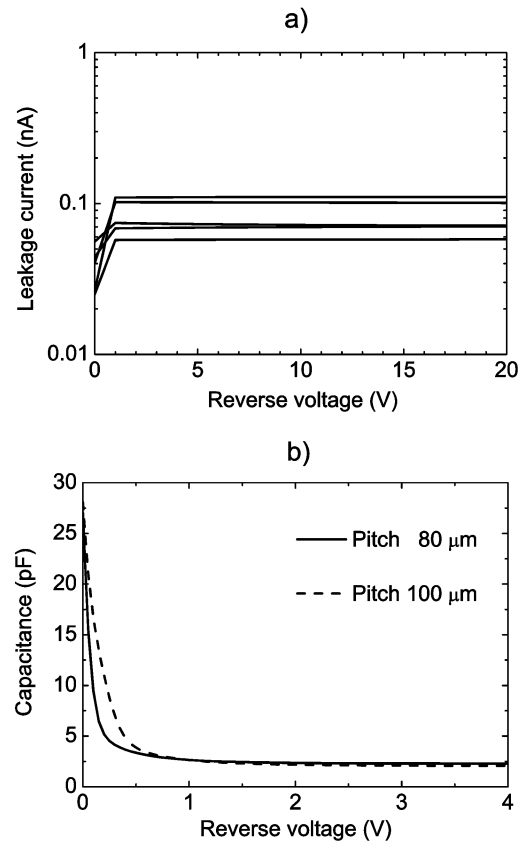 a)
1
0.1
0.01
Leakage current (nA)
0 5 10 15 20
Reverse voltage (V)
b)
30
25
20
15
10
5
0
Capacitance (pF)
Pitch 80 μm
Pitch 100 μm
0 1 2 3 4
Reverse voltage (V)